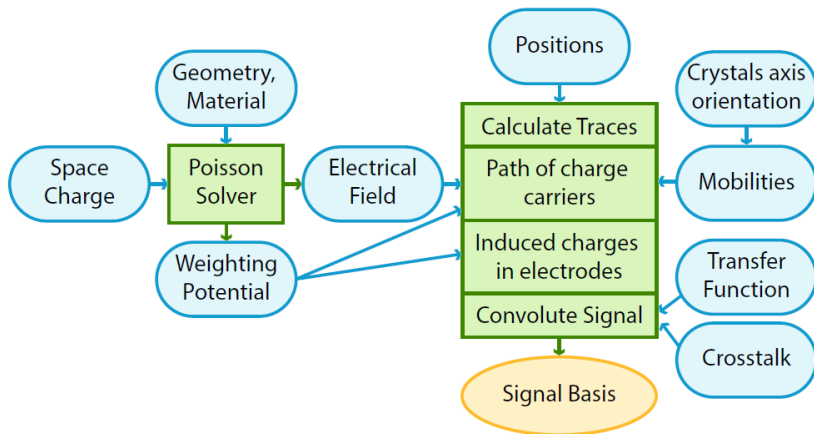 Geometry,
Material
Positions
Crystals axis
orientation
Calculate Traces
Space
Charge
Poisson
Solver
Electrical
Field
Path of charge
carriers
Mobilities
Weighting
Potential
Induced charges
in electrodes
Transfer
Function
Convolute Signal
Crosstalk
Signal Basis